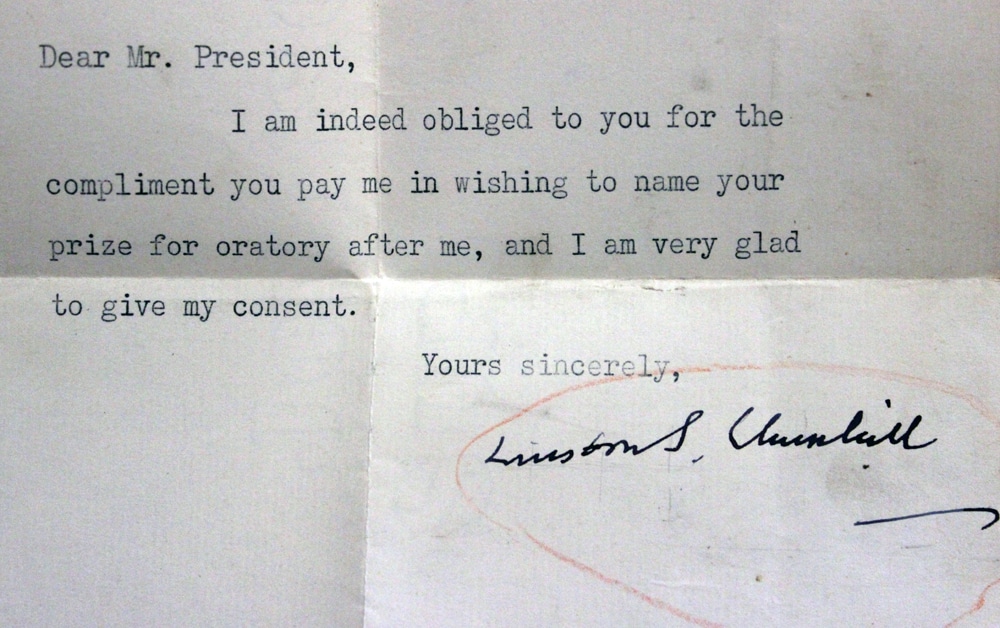 Dear Mr. President,
I am indeed obliged to you for the
compliment you pay me in wishing to name your
prize for oratory after me, and I am very glad
to give my consent.
Yours sincerely,
Winston S. Churchill